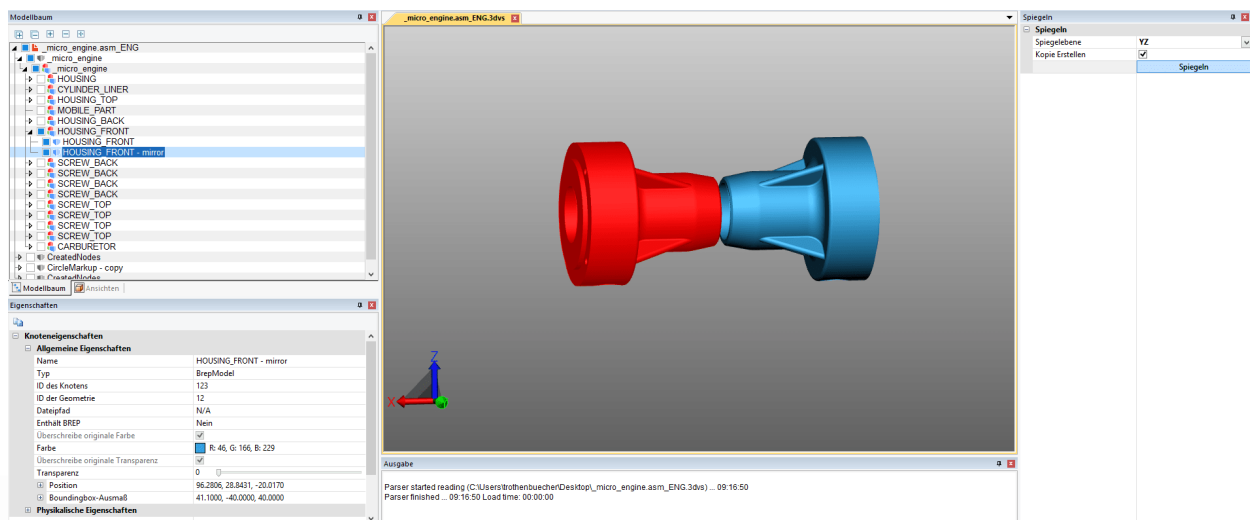 Modellbaum
_micro_engine.asm_ENG
_micro_engine
_micro_engine
HOUSING
CYLINDER_LINER
HOUSING_TOP
MOBILE_PART
HOUSING_BACK
HOUSING_FRONT
HOUSING_FRONT
HOUSING_FRONT - mirror
SCREW_BACK
SCREW_BACK
SCREW_BACK
SCREW_BACK
SCREW_TOP
SCREW_TOP
SCREW_TOP
SCREW_TOP
CARBURETOR
CreatedNodes
CircleMarkup - copy
CreatedNodes
Modellbaum Ansichten
Eigenschaften
Knoteneigenschaften
Allgemeine Eigenschaften
Name HOUSING_FRONT - mirror
Typ BrepModel
ID des Knotens 123
ID der Geometrie 12
Dateipfad N/A
Enthält BREP Nein
Überschreibe originale Farbe
Farbe R: 46, G: 166, B: 229
Überschreibe originale Transparenz
Transparenz 0
Position 96.2806, 28.8431, -20.0170
Boundingbox-Ausmaß 41.1000, -40.0000, 40.0000
Physikalische Eigenschaften
_micro_engine.asm_ENG.3dvs
Z
X
Ausgabe
Parser started reading (C:\Users\trothenbuecher\Desktop\_micro_engine.asm_ENG.3dvs) ... 09:16:50
Parser finished ... 09:16:50 Load time: 00:00:00
Spiegeln
Spiegeln
Spiegelebene YZ
Kopie Erstellen
Spiegeln